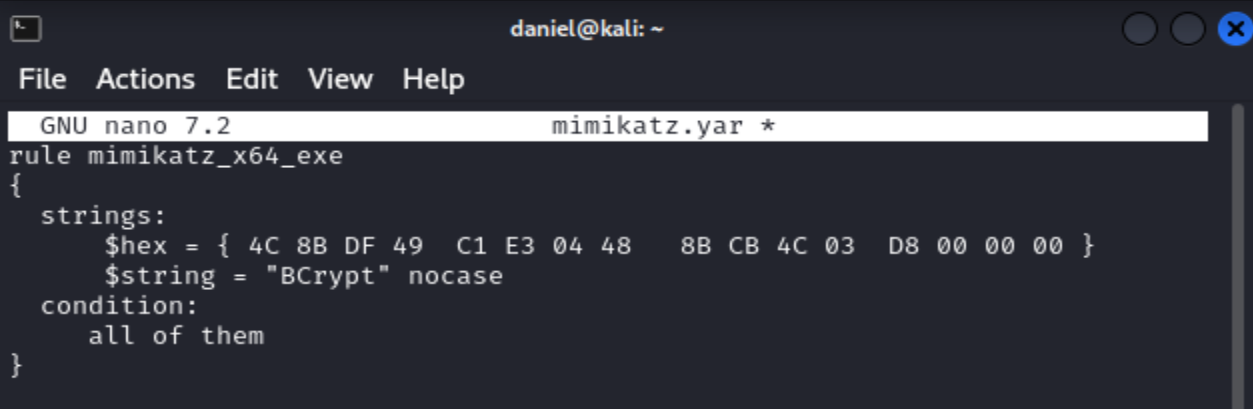 daniel@kali: ~
File Actions Edit View Help
GNU nano 7.2 mimikatz.yar *
rule mimikatz_x64_exe
{
strings:
$hex = { 4C 8B DF 49 C1 E3 04 48 8B CB 4C 03 D8 00 00 00 }
$string = "BCrypt" nocase
condition:
all of them
}